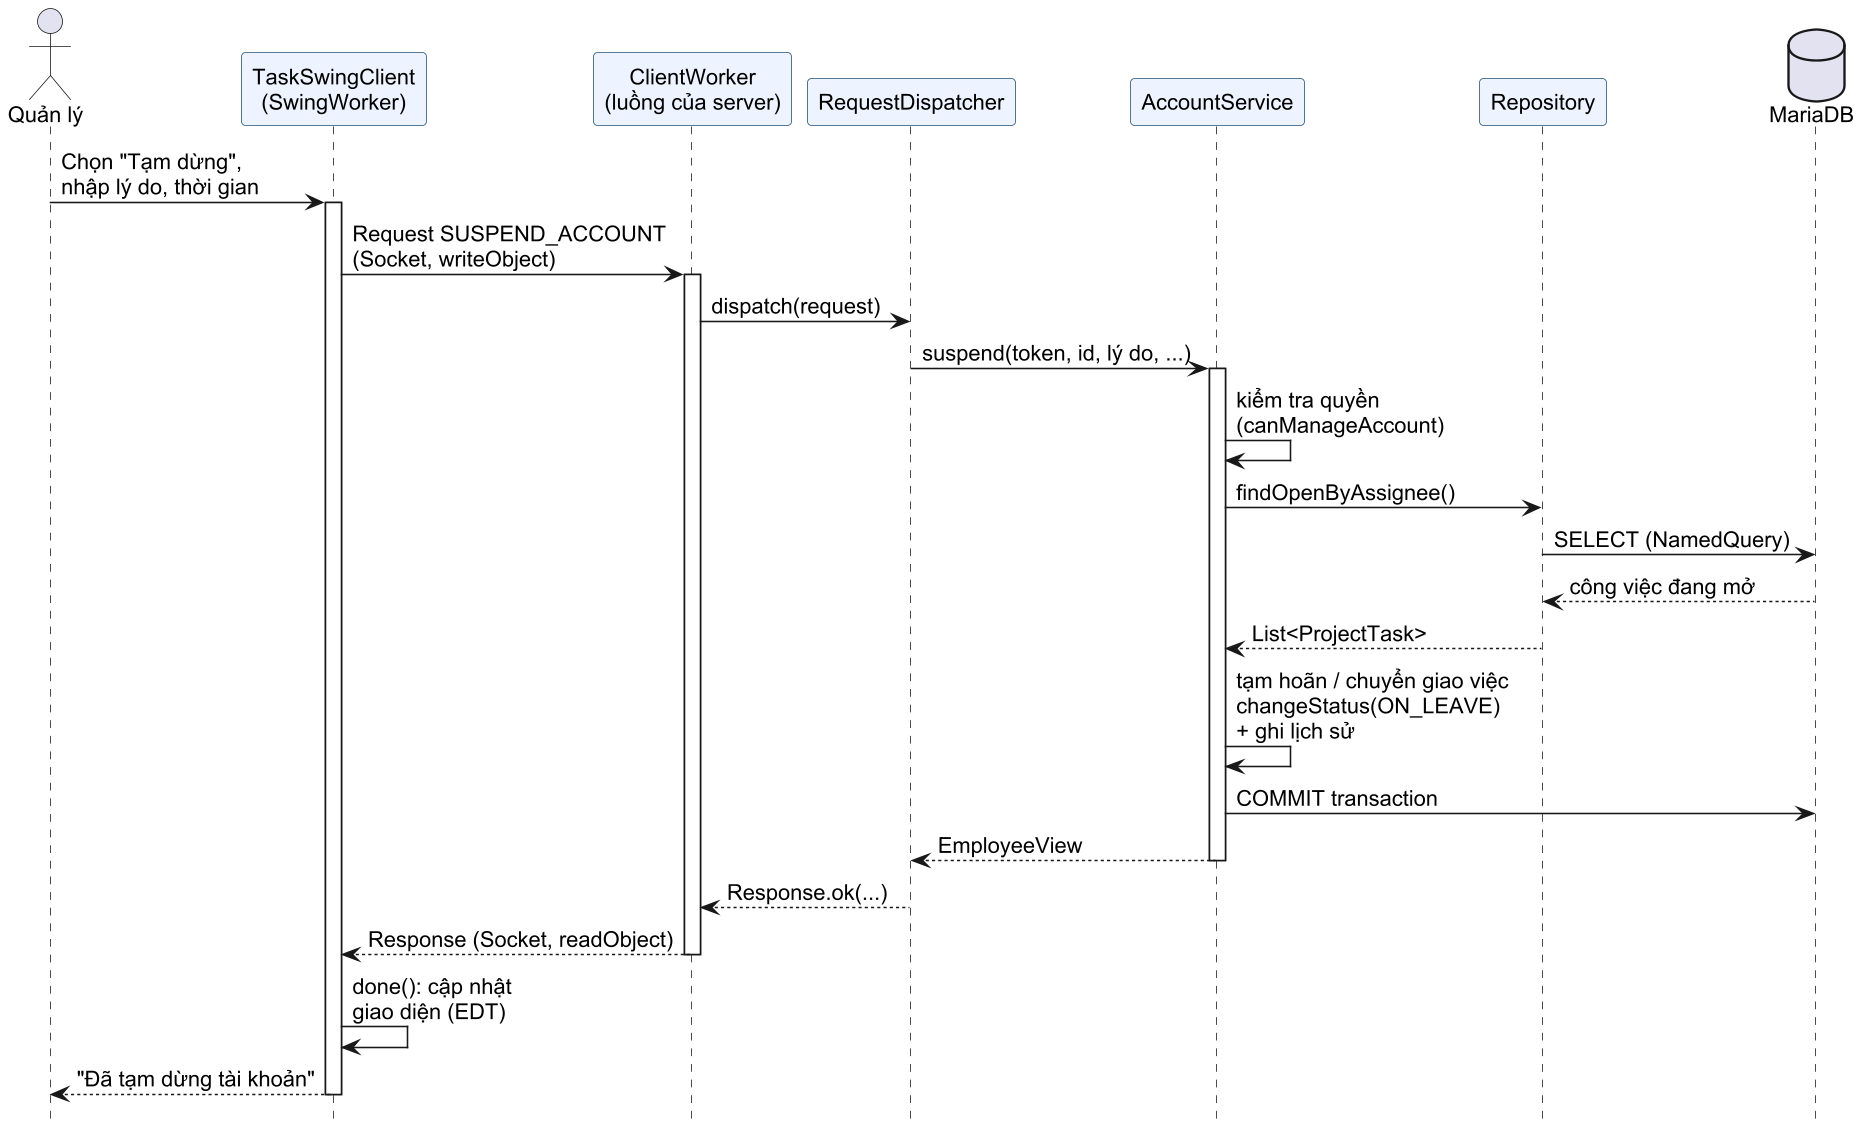 Quản lý
TaskSwingClient
(SwingWorker)
ClientWorker
(luồng của server)
RequestDispatcher
AccountService
Repository
MariaDB
Chọn "Tạm dừng",
nhập lý do, thời gian
Request SUSPEND_ACCOUNT
(Socket, writeObject)
dispatch(request)
suspend(token, id, lý do, ...)
kiểm tra quyền
(canManageAccount)
findOpenByAssignee()
SELECT (NamedQuery)
công việc đang mở
List<ProjectTask>
tạm hoãn / chuyển giao việc
changeStatus(ON_LEAVE)
+ ghi lịch sử
COMMIT transaction
EmployeeView
Response.ok(...)
Response (Socket, readObject)
done(): cập nhật
giao diện (EDT)
"Đã tạm dừng tài khoản"